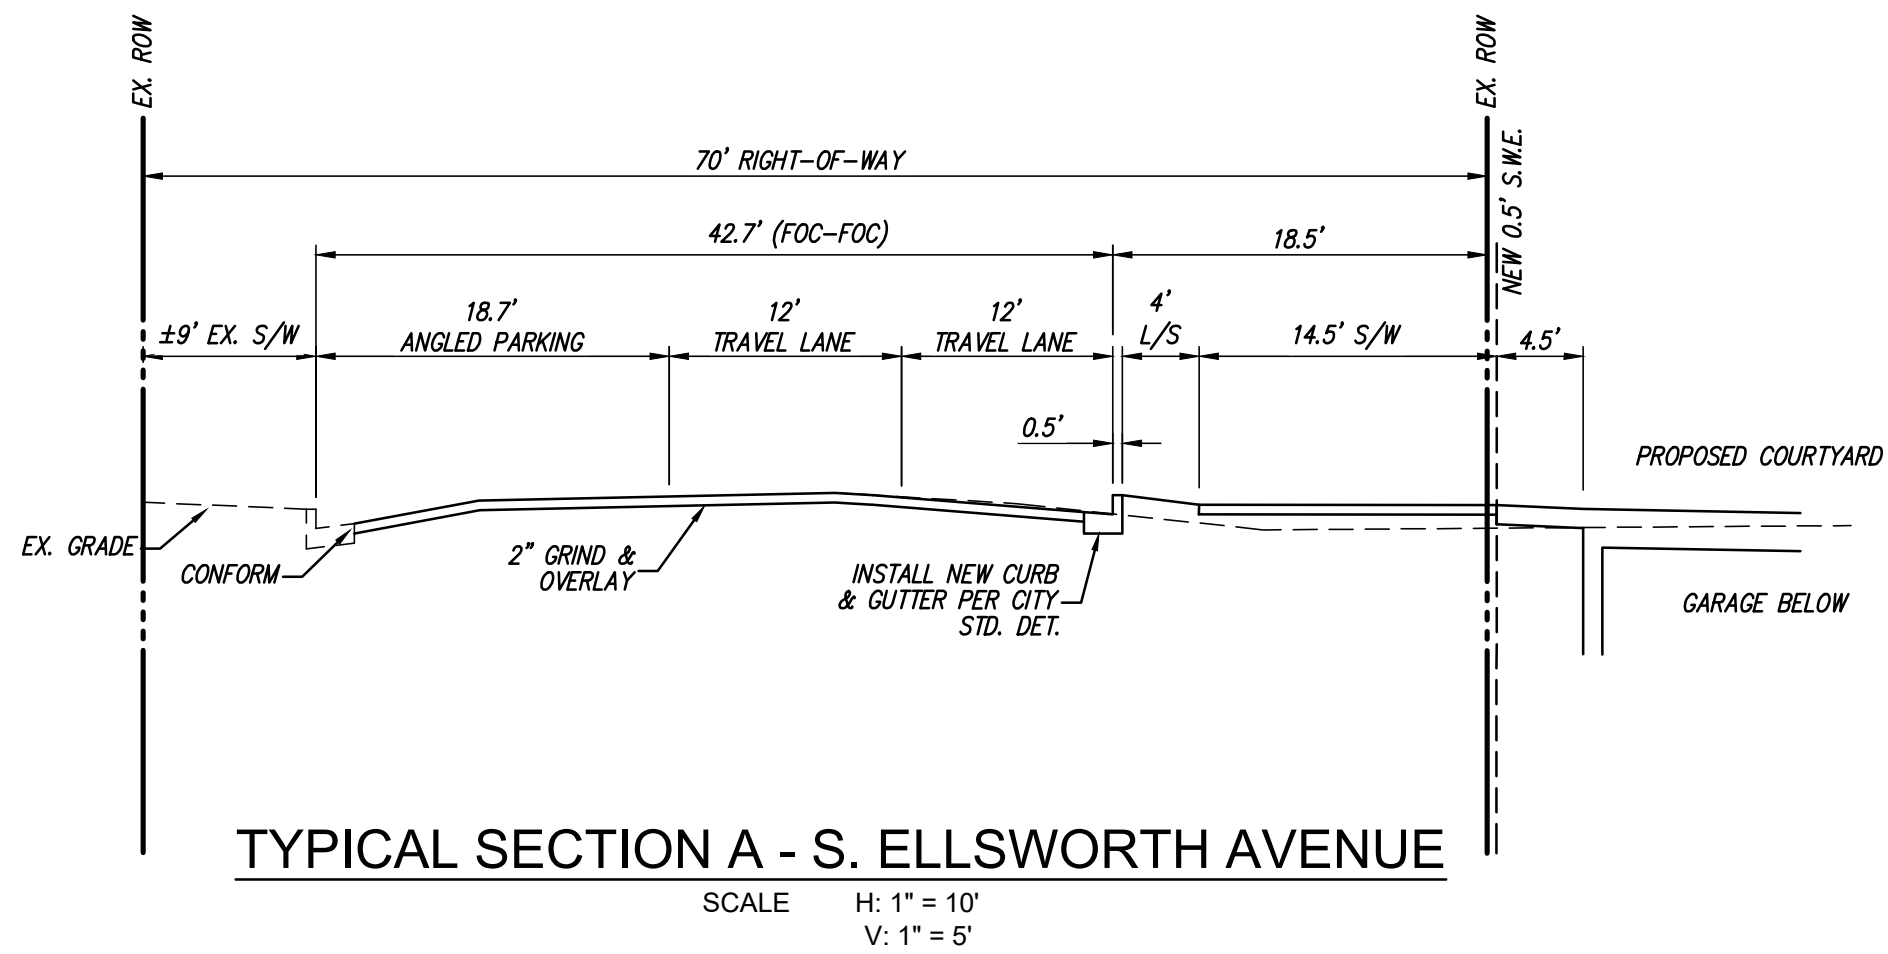 EX. ROW
EX. ROW
NEW 0.5' S.W.E.
70' RIGHT-OF-WAY
42.7' (FOC-FOC)
18.5'
±9' EX. S/W
18.7'
ANGLED PARKING
12'
TRAVEL LANE
12'
TRAVEL LANE
4'
L/S
14.5' S/W
4.5'
0.5'
PROPOSED COURTYARD
EX. GRADE
CONFORM
2" GRIND &
OVERLAY
INSTALL NEW CURB
& GUTTER PER CITY
STD. DET.
GARAGE BELOW
TYPICAL SECTION A - S. ELLSWORTH AVENUE
SCALE H: 1" = 10'
V: 1" = 5'